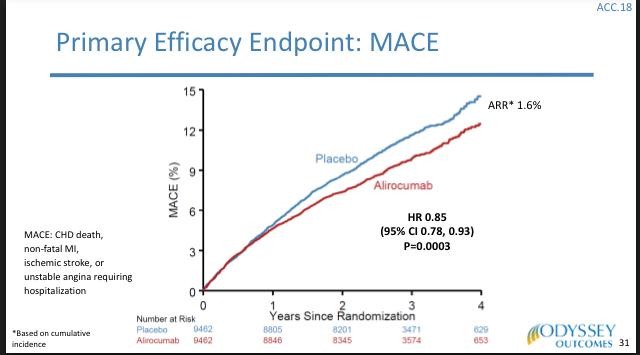 ACC.18
Primary Efficacy Endpoint: MACE
15
12
9
6
3
0
MACE (%)
ARR* 1.6%
Placebo
Alirocumab
HR 0.85
(95% CI 0.78, 0.93)
P=0.0003
MACE: CHD death,
non-fatal MI,
ischemic stroke, or
unstable angina requiring
hospitalization
0 1 2 3 4
Years Since Randomization
Number at Risk
Placebo 9462 8805 8201 3471 629
Alirocumab 9462 8846 8345 3574 653
*Based on cumulative
incidence
ODYSSEY
OUTCOMES 31